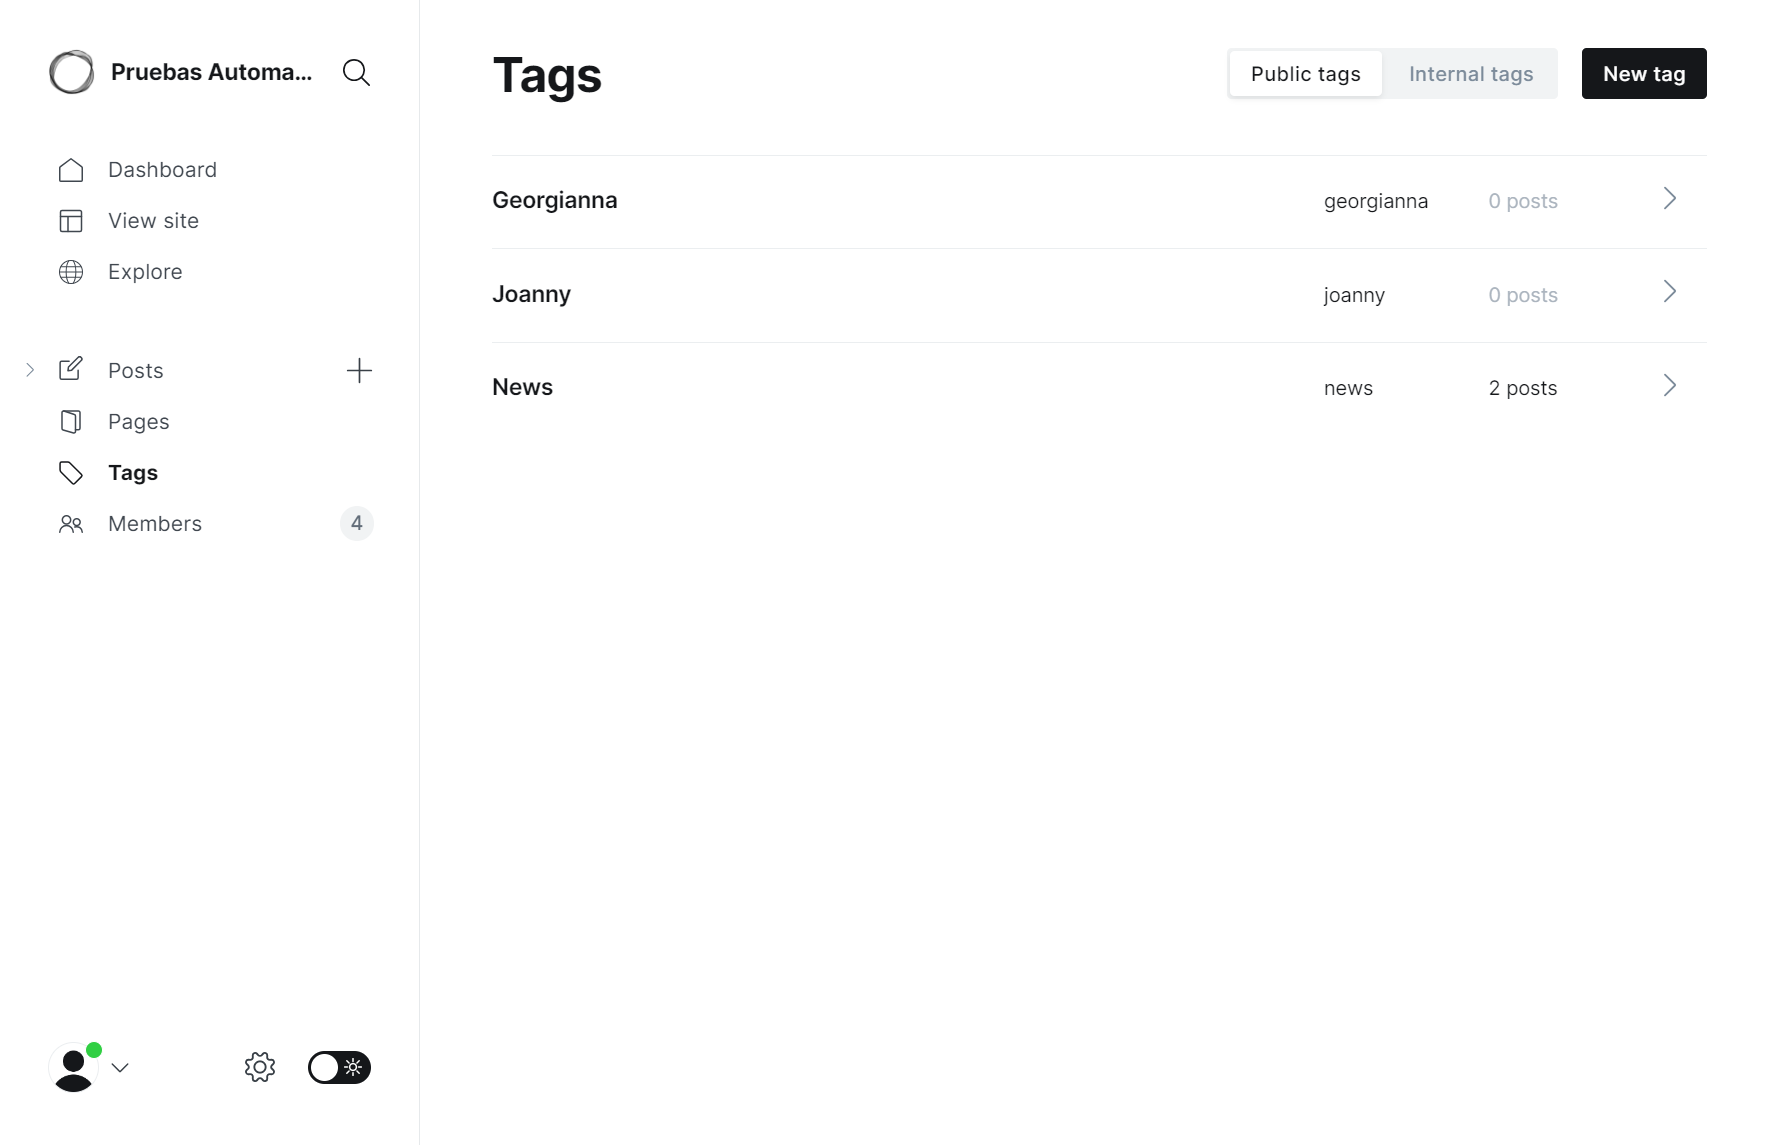 Pruebas Automa...
Dashboard
View site
Explore
Posts
Pages
Tags
Members 4
Tags
Public tags Internal tags New tag
Georgianna georgianna 0 posts
Joanny joanny 0 posts
News news 2 posts